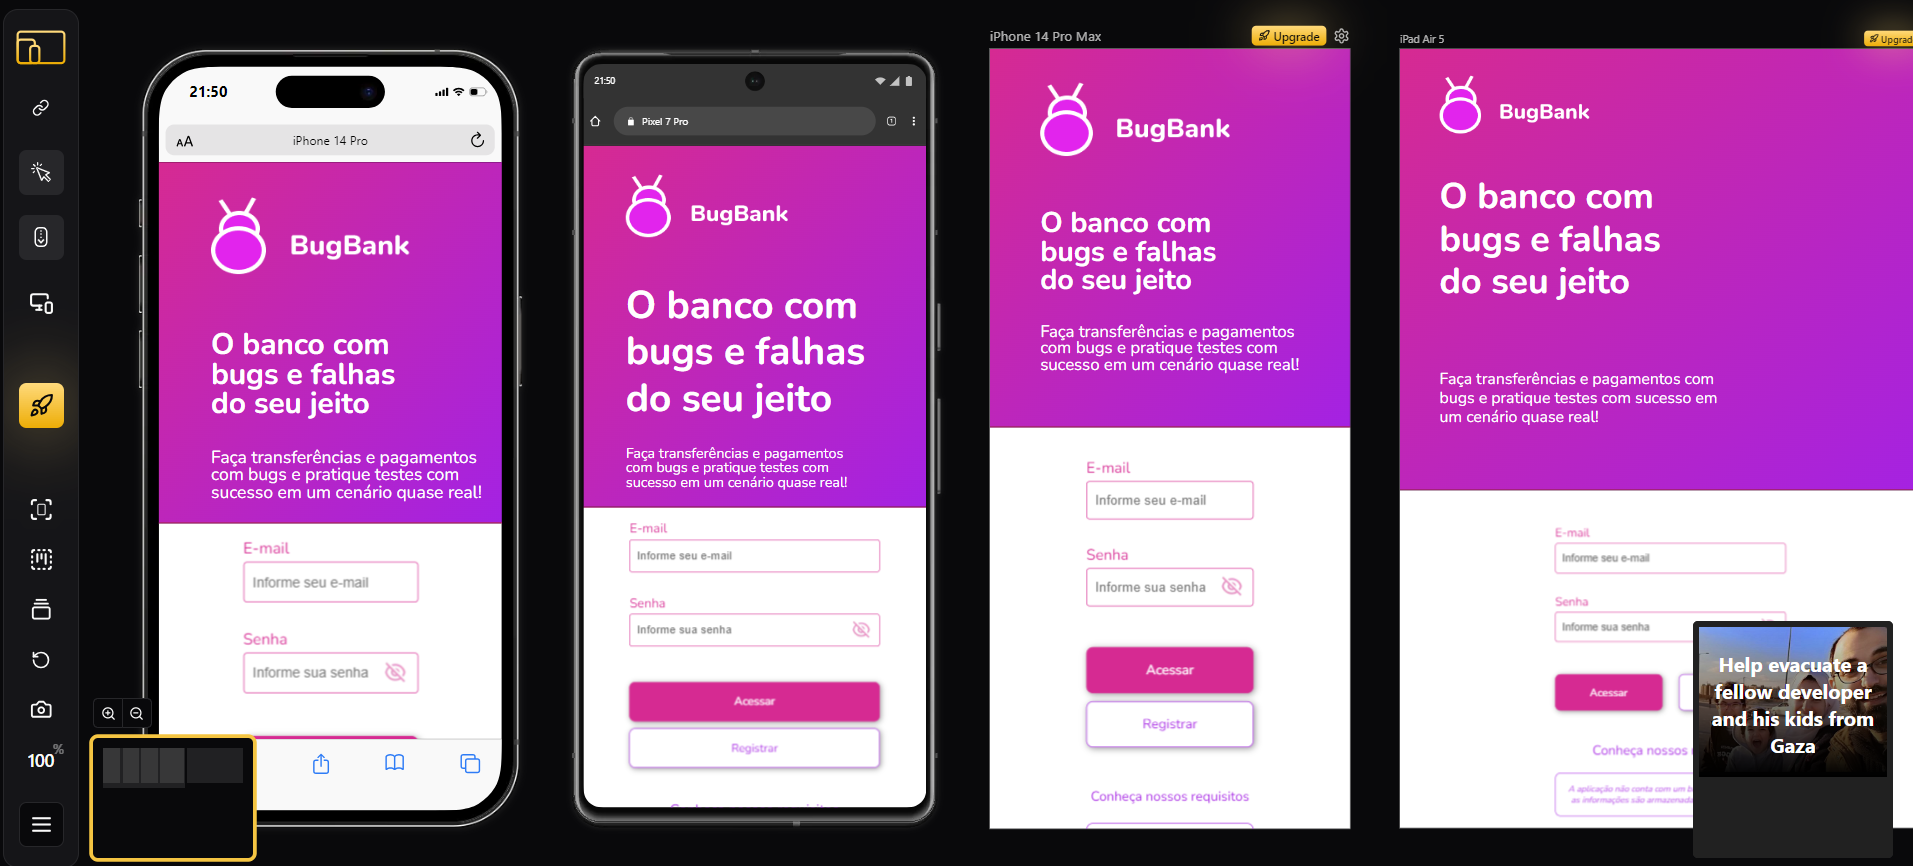 100%
21:50
AA
iPhone 14 Pro
BugBank
O banco com
bugs e falhas
do seu jeito
Faça transferências e pagamentos
com bugs e pratique testes com
sucesso em um cenário quase real!
E-mail
Informe seu e-mail
Senha
Informe sua senha
21:50
Pixel 7 Pro
BugBank
O banco com
bugs e falhas
do seu jeito
Faça transferências e pagamentos
com bugs e pratique testes com
sucesso em um cenário quase real!
E-mail
Informe seu e-mail
Senha
Informe sua senha
Acessar
Registrar
iPhone 14 Pro Max
Upgrade
BugBank
O banco com
bugs e falhas
do seu jeito
Faça transferências e pagamentos
com bugs e pratique testes com
sucesso em um cenário quase real!
E-mail
Informe seu e-mail
Senha
Informe sua senha
Acessar
Registrar
Conheça nossos requisitos
iPad Air 5
Upgrad
BugBank
O banco com
bugs e falhas
do seu jeito
Faça transferências e pagamentos com
bugs e pratique testes com sucesso em
um cenário quase real!
E-mail
Informe seu e-mail
Senha
Informe sua senha
Acessar
Conheça nossos
A aplicação não conta com um
as informações são armazenada
Help evacuate a
fellow developer
and his kids from
Gaza